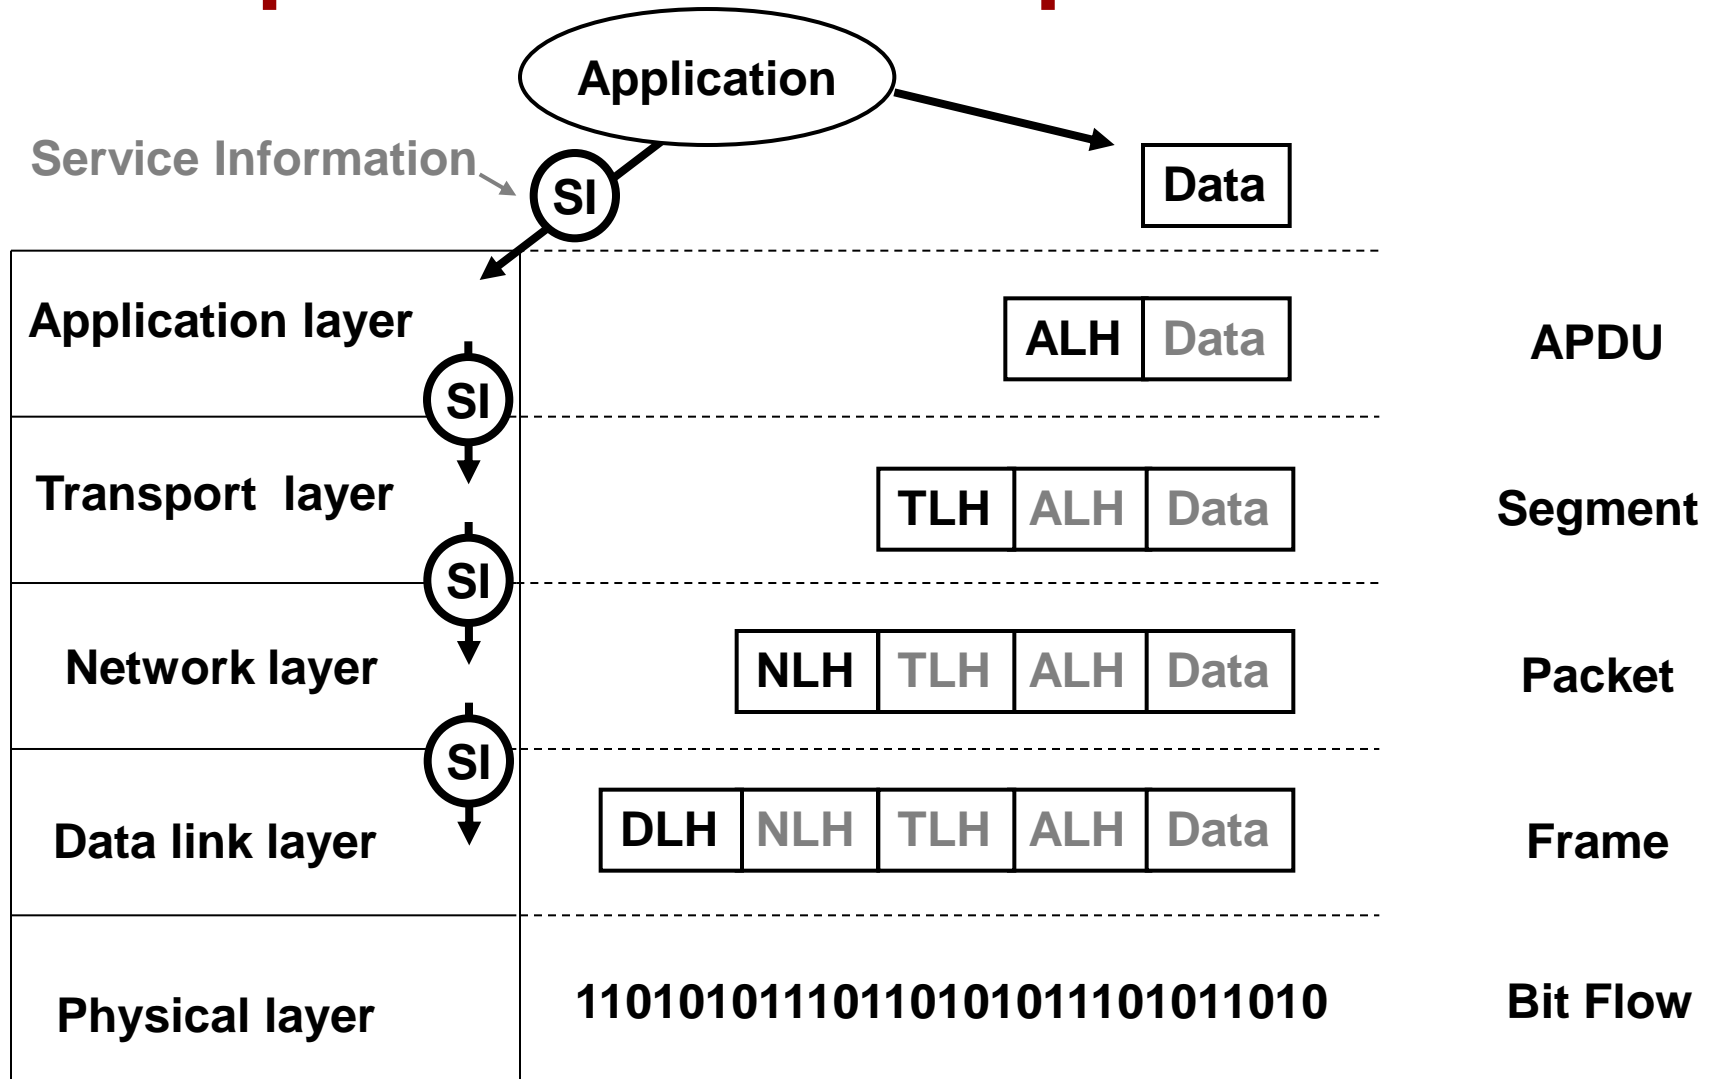 Application
Service Information
SI
Data
Application layer
ALH Data
APDU
SI
Transport layer
TLH ALH Data
Segment
SI
Network layer
NLH TLH ALH Data
Packet
SI
Data link layer
DLH NLH TLH ALH Data
Frame
Physical layer
1101010111011010101110101011010
Bit Flow